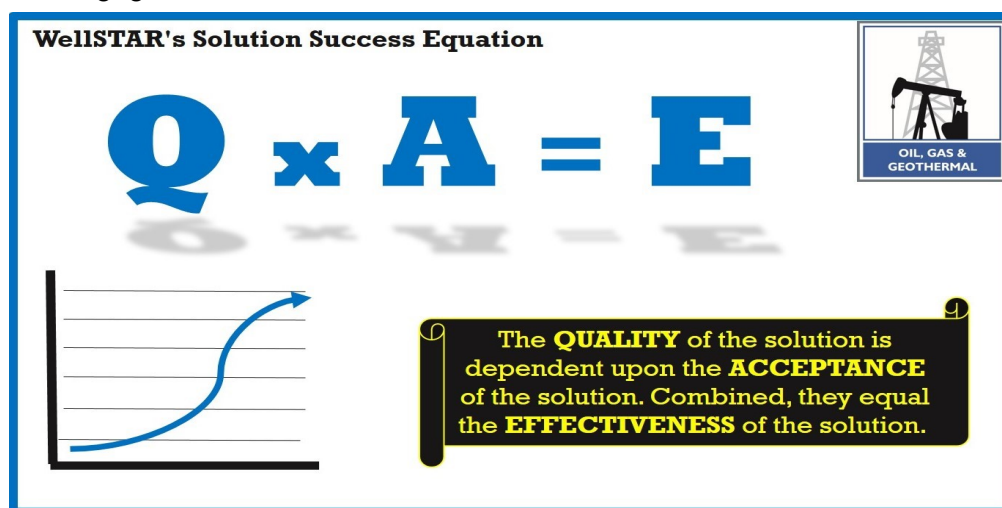 WellSTAR's Solution Success Equation
Q x A = E
OIL, GAS &
GEOTHERMAL
The QUALITY of the solution is
dependent upon the ACCEPTANCE
of the solution. Combined, they equal
the EFFECTIVENESS of the solution.